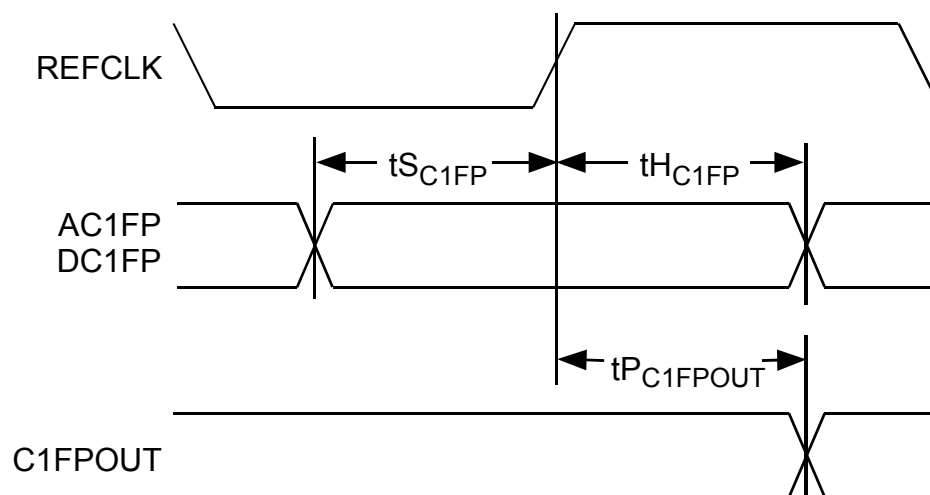 REFCLK
tSC1FP
tHC1FP
AC1FP
DC1FP
tPC1FPOUT
C1FPOUT